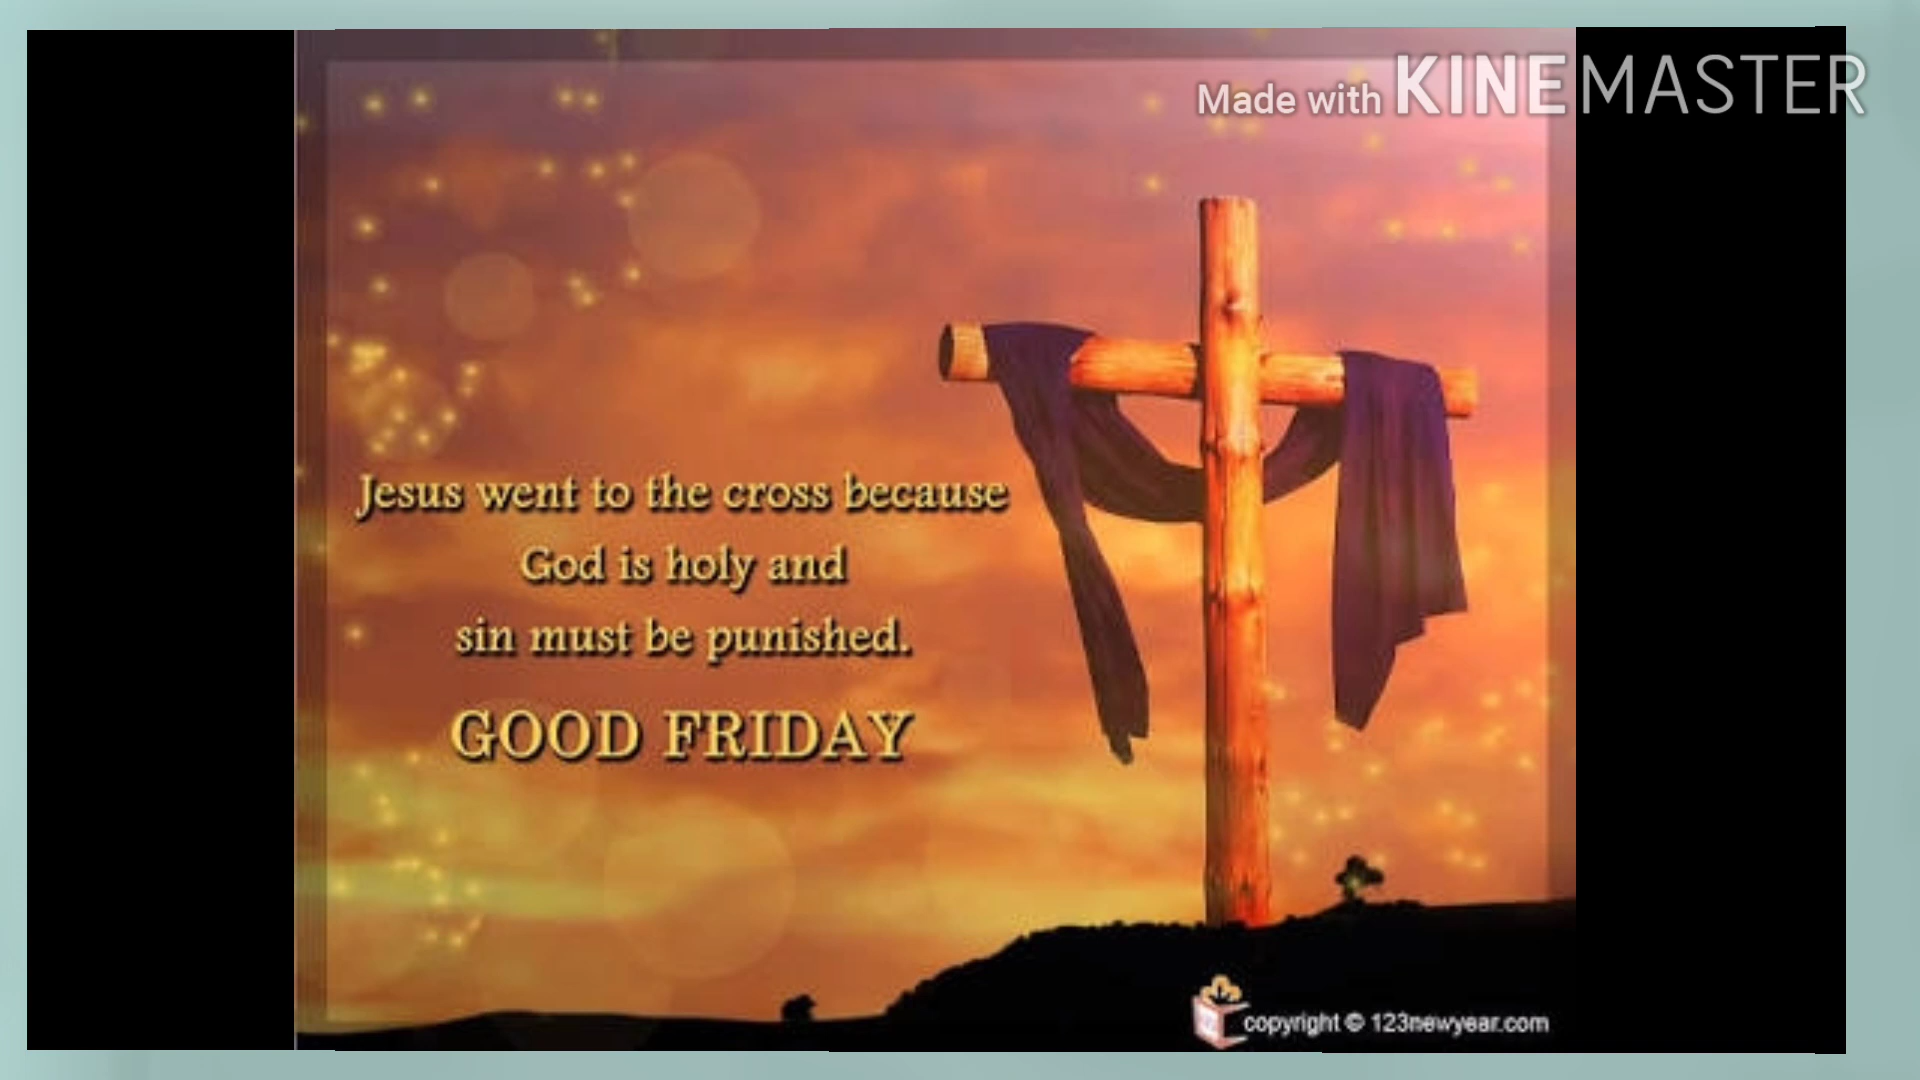 Made with KINEMASTER
Jesus went to the cross because
God is holy and
sin must be punished.
GOOD FRIDAY
copyright © 123newyear.com